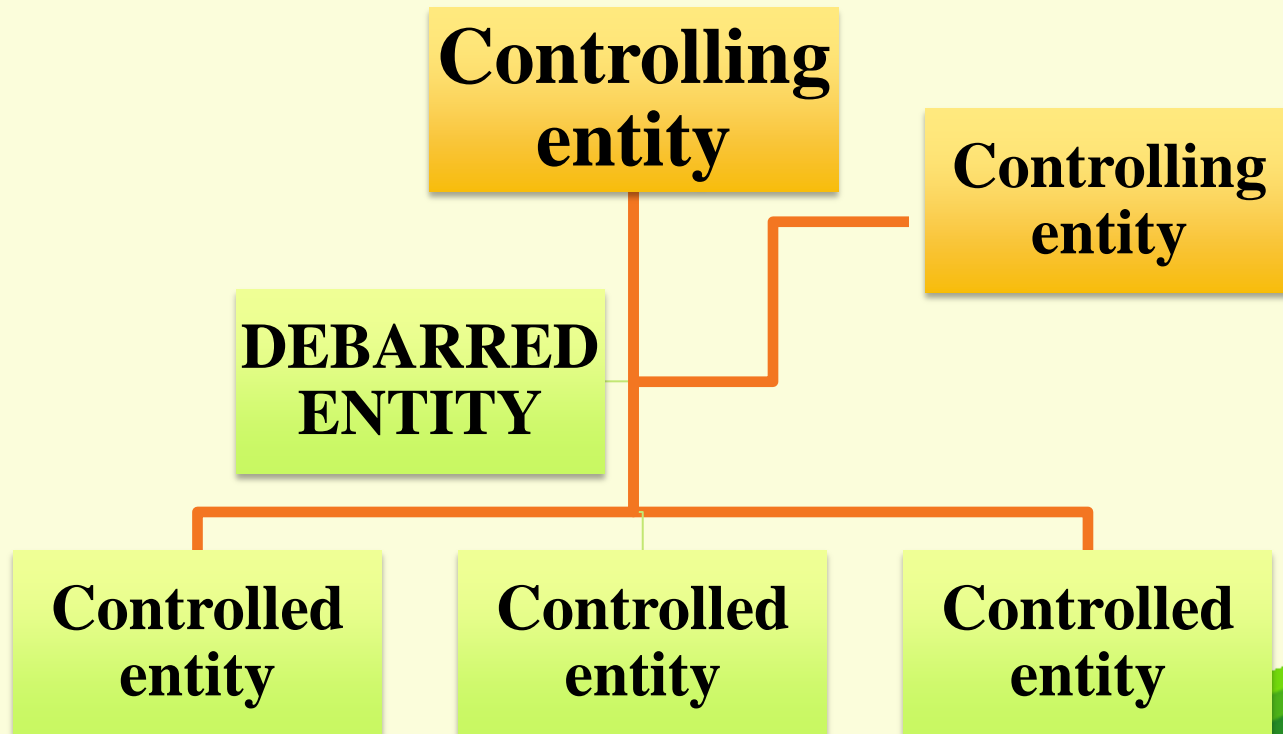 Controlling
entity
Controlling
entity
DEBARRED
ENTITY
Controlled
entity
Controlled
entity
Controlled
entity